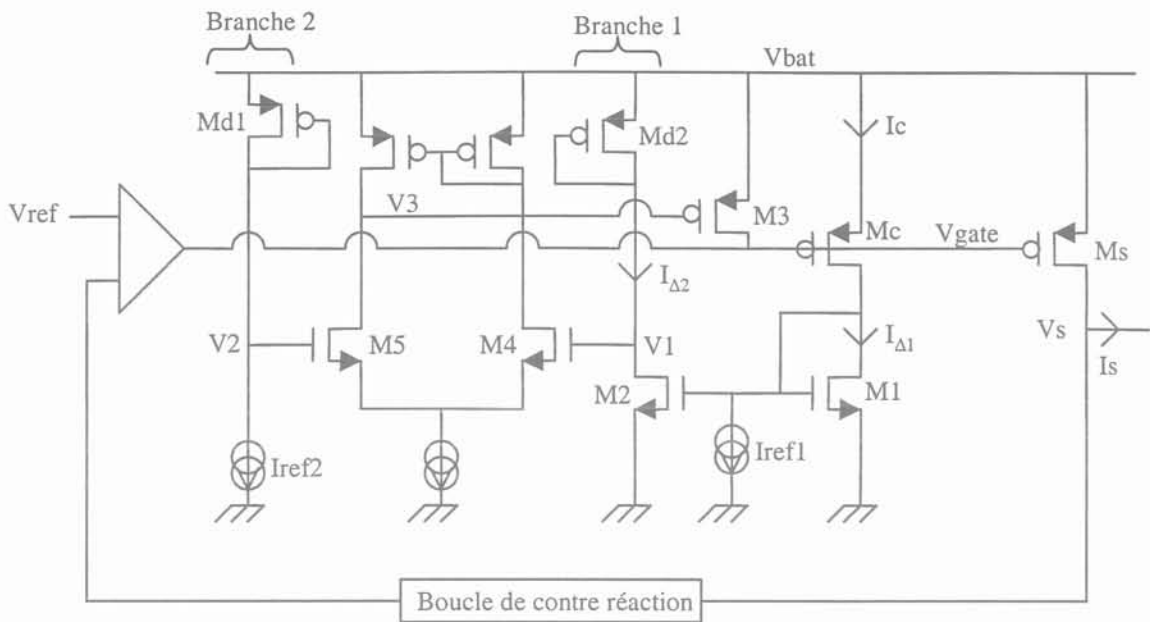 Branche 2
Branche 1
Vbat
Md1
Md2
Ic
Vref
V3
M3
Mc
Vgate
Ms
IΔ2
V2
M5
M4
V1
IΔ1
Vs
Is
M2
M1
Iref2
Iref1
Boucle de contre réaction